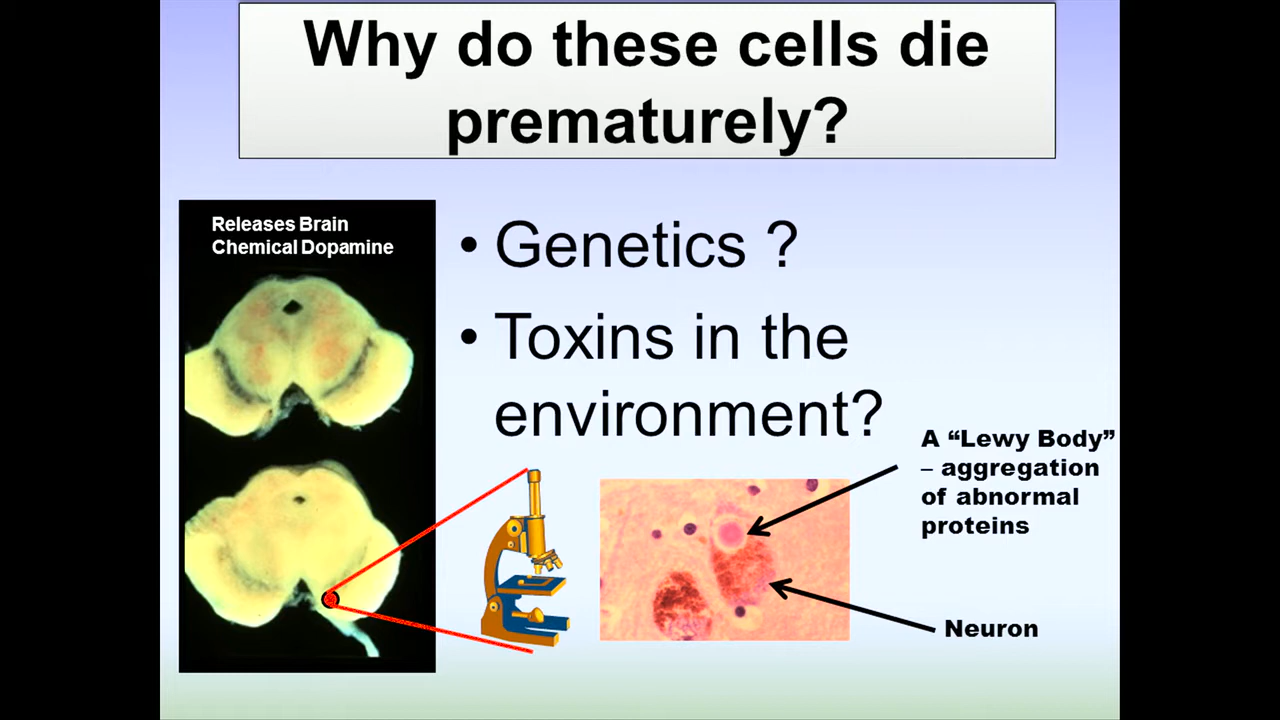 Why do these cells die
prematurely?
Releases Brain
Chemical Dopamine
• Genetics ?
• Toxins in the
environment?
A “Lewy Body”
– aggregation
of abnormal
proteins
Neuron